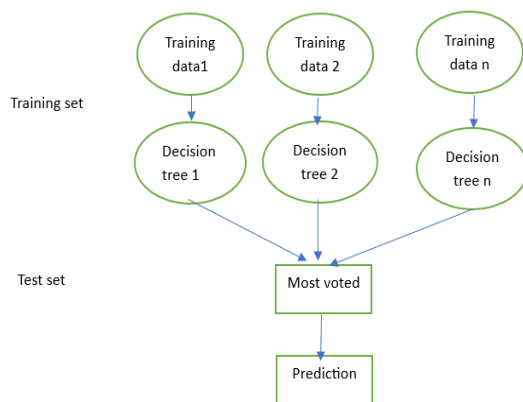 Training
data1
Training
data 2
Training
data n
Training set
Decision
tree 1
Decision
tree 2
Decision
tree n
Test set
Most voted
Prediction